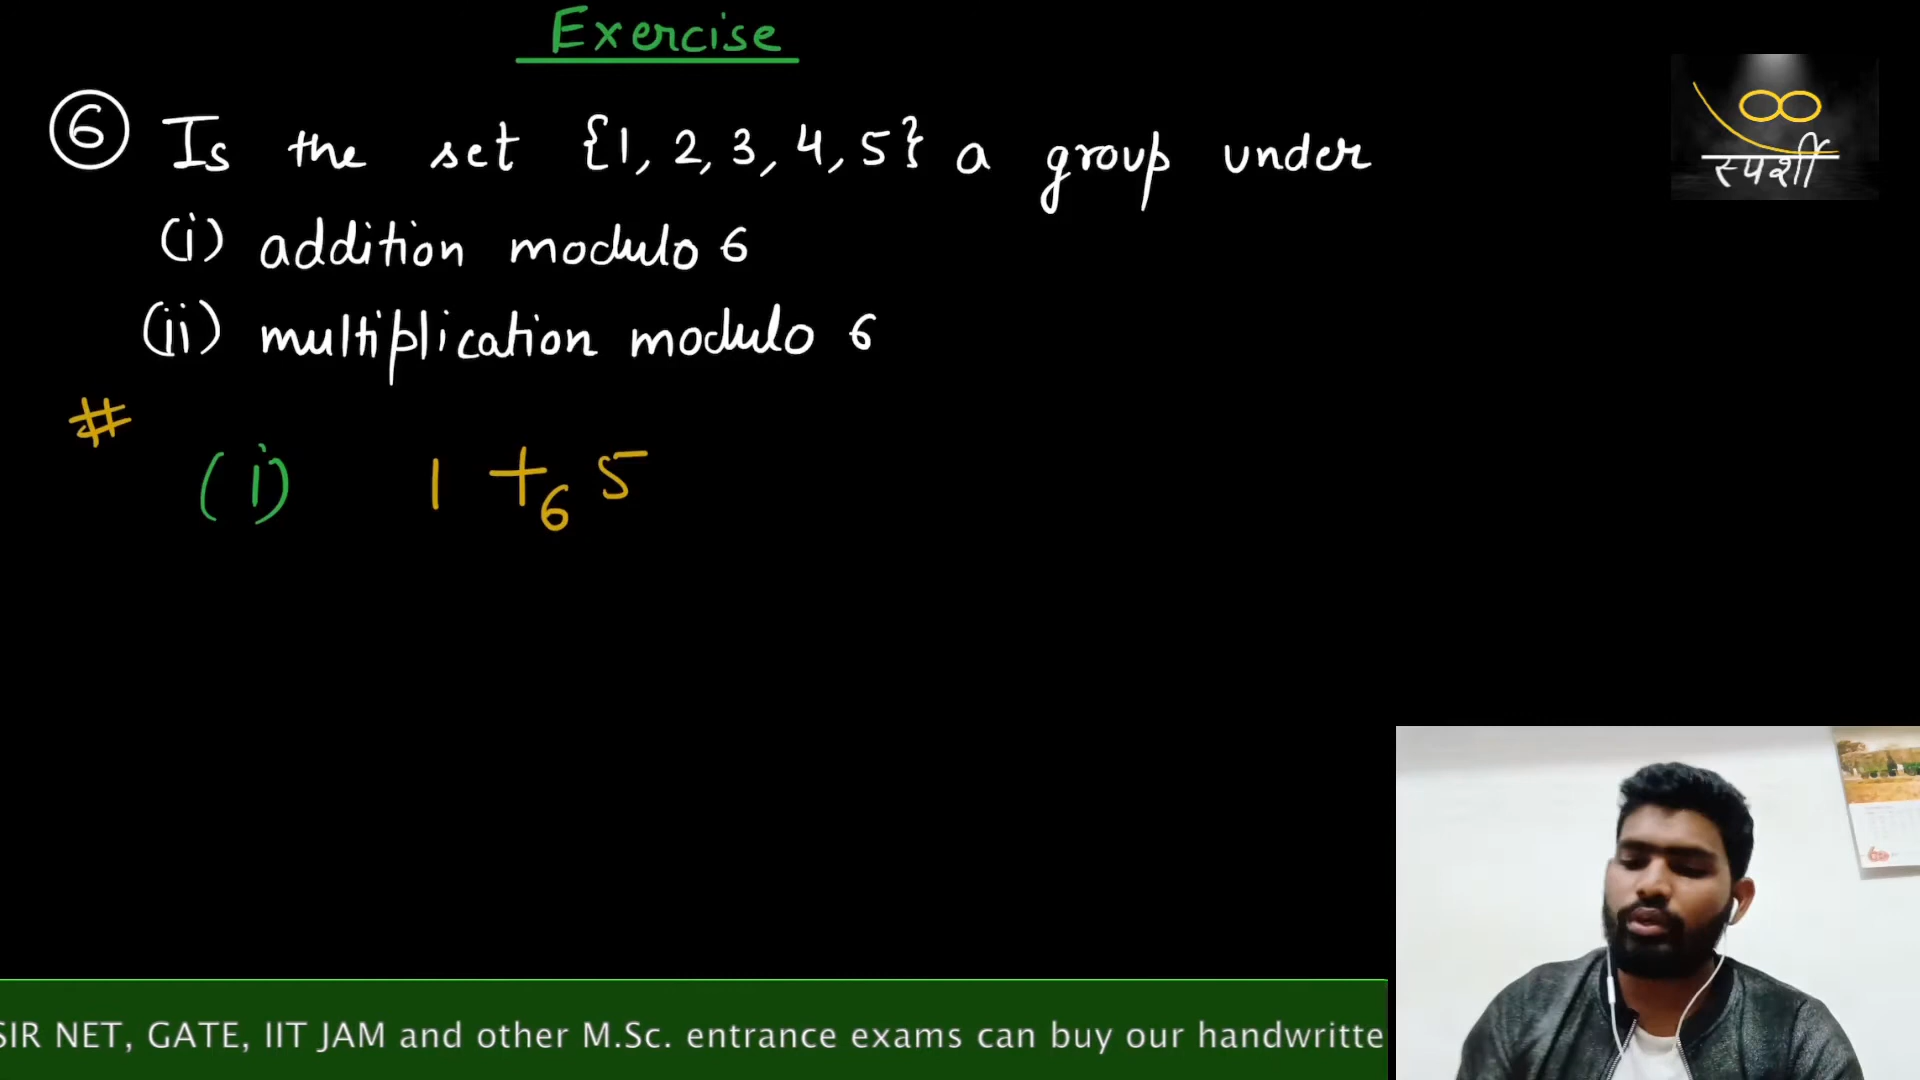 Exercise
6 Is the set {1, 2, 3, 4, 5} a group under
(i) addition modulo 6
(ii) multiplication modulo 6
#
(i) 1 +₆ 5
स्पर्शी
SIR NET, GATE, IIT JAM and other M.Sc. entrance exams can buy our handwritte